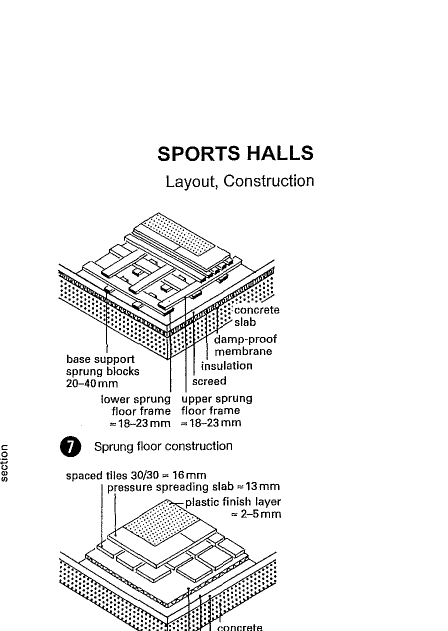 SPORTS HALLS
Layout, Construction
concrete
slab
damp-proof
membrane
insulation
screed
base support
sprung blocks
20–40 mm
lower sprung
floor frame
≈18–23 mm
upper sprung
floor frame
≈18–23 mm
7 Sprung floor construction
section
spaced tiles 30/30 ≈ 16 mm
pressure spreading slab ≈ 13 mm
plastic finish layer
≈ 2–5 mm
concrete